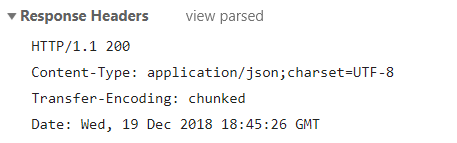 Response Headers view parsed
HTTP/1.1 200
Content-Type: application/json;charset=UTF-8
Transfer-Encoding: chunked
Date: Wed, 19 Dec 2018 18:45:26 GMT